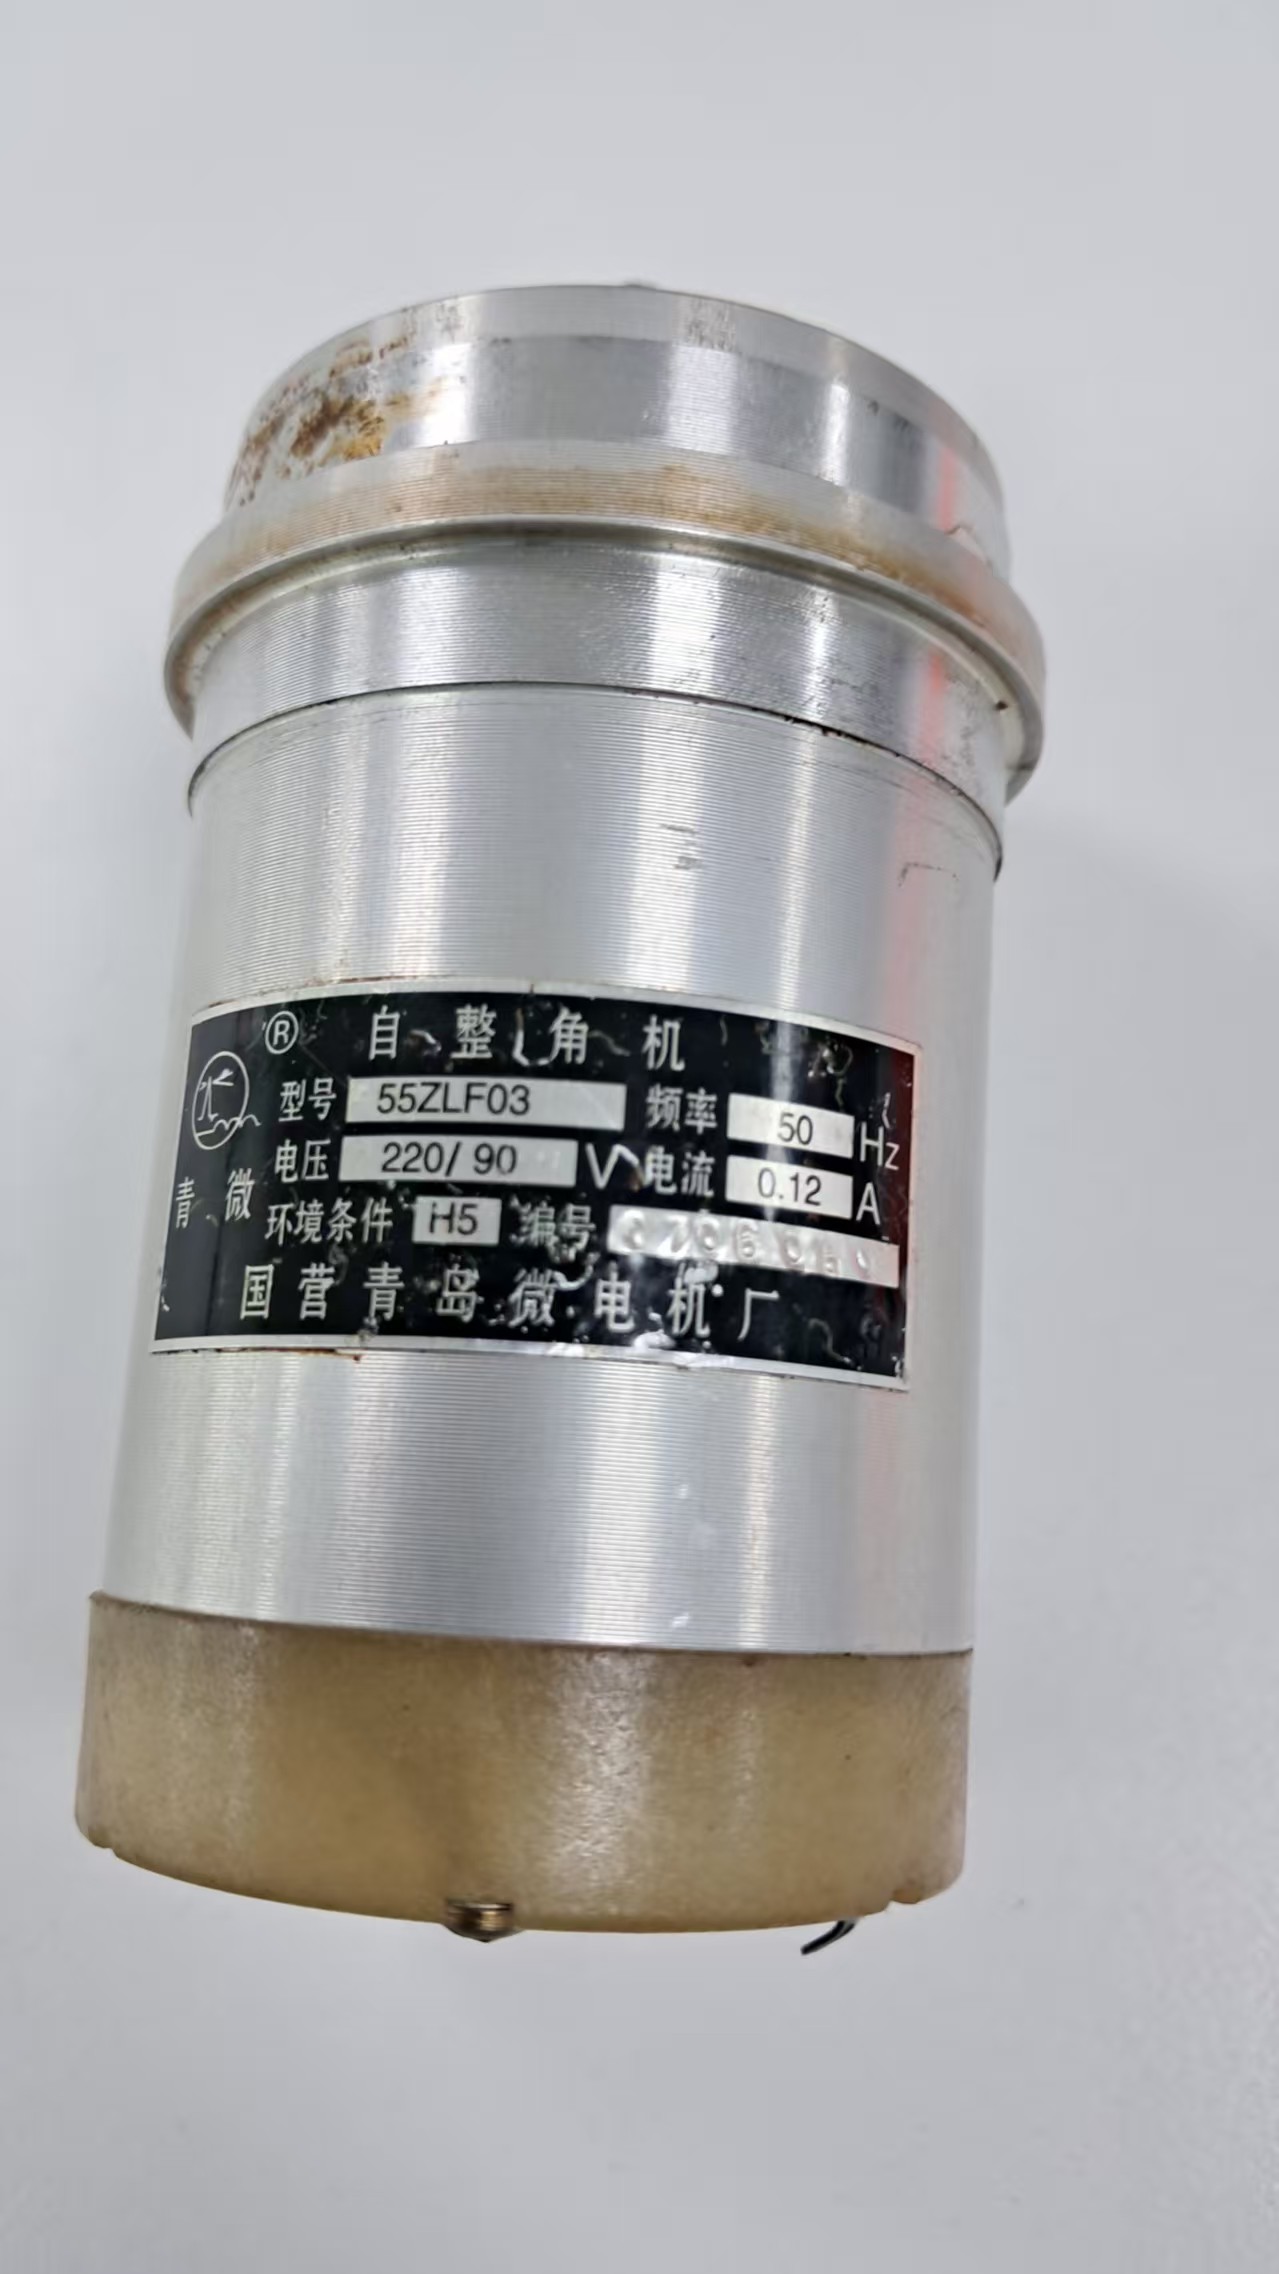 ® 自整角机
型号 55ZLF03 频率 50 Hz
电压 220/90 V 电流 0.12 A
青微 环境条件 H5 编号
国营青岛微电机厂